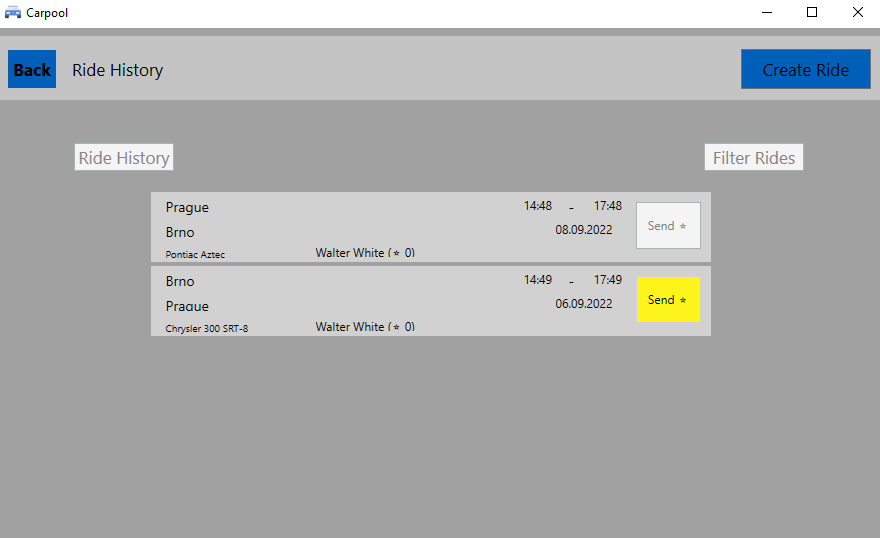 Carpool
Back Ride History Create Ride
Ride History Filter Rides
Prague 14:48 - 17:48
Brno 08.09.2022 Send ★
Pontiac Aztec Walter White (★ 0)
Brno 14:49 - 17:49
Prague 06.09.2022 Send ★
Chrysler 300 SRT-8 Walter White (★ 0)